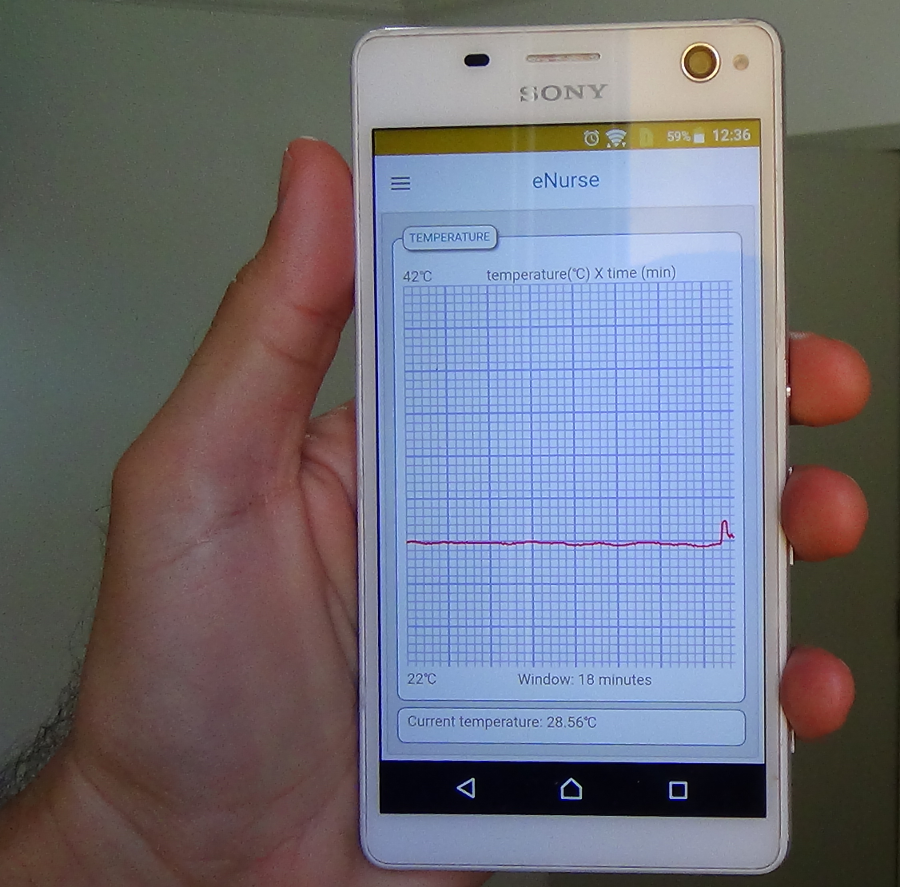 SONY
59% 12:36
eNurse
TEMPERATURE
42°C temperature(°C) X time (min)
22°C Window: 18 minutes
Current temperature: 28.56°C